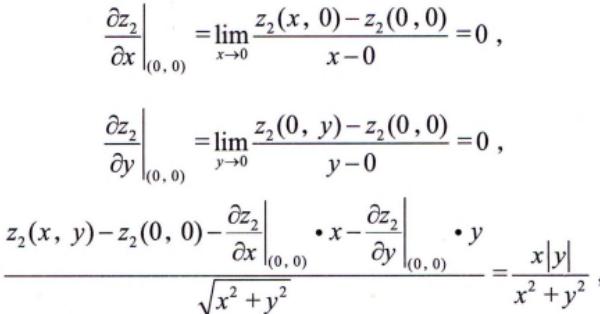 ∂z₂/∂x|₍₀,₀₎ = lim_{x→0} (z₂(x, 0)−z₂(0, 0))/(x−0) = 0 ,
∂z₂/∂y|₍₀,₀₎ = lim_{y→0} (z₂(0, y)−z₂(0, 0))/(y−0) = 0 ,
(z₂(x, y)−z₂(0, 0)−∂z₂/∂x|₍₀,₀₎ • x−∂z₂/∂y|₍₀,₀₎ • y)/√(x²+y²) = x|y|/(x²+y²) ,